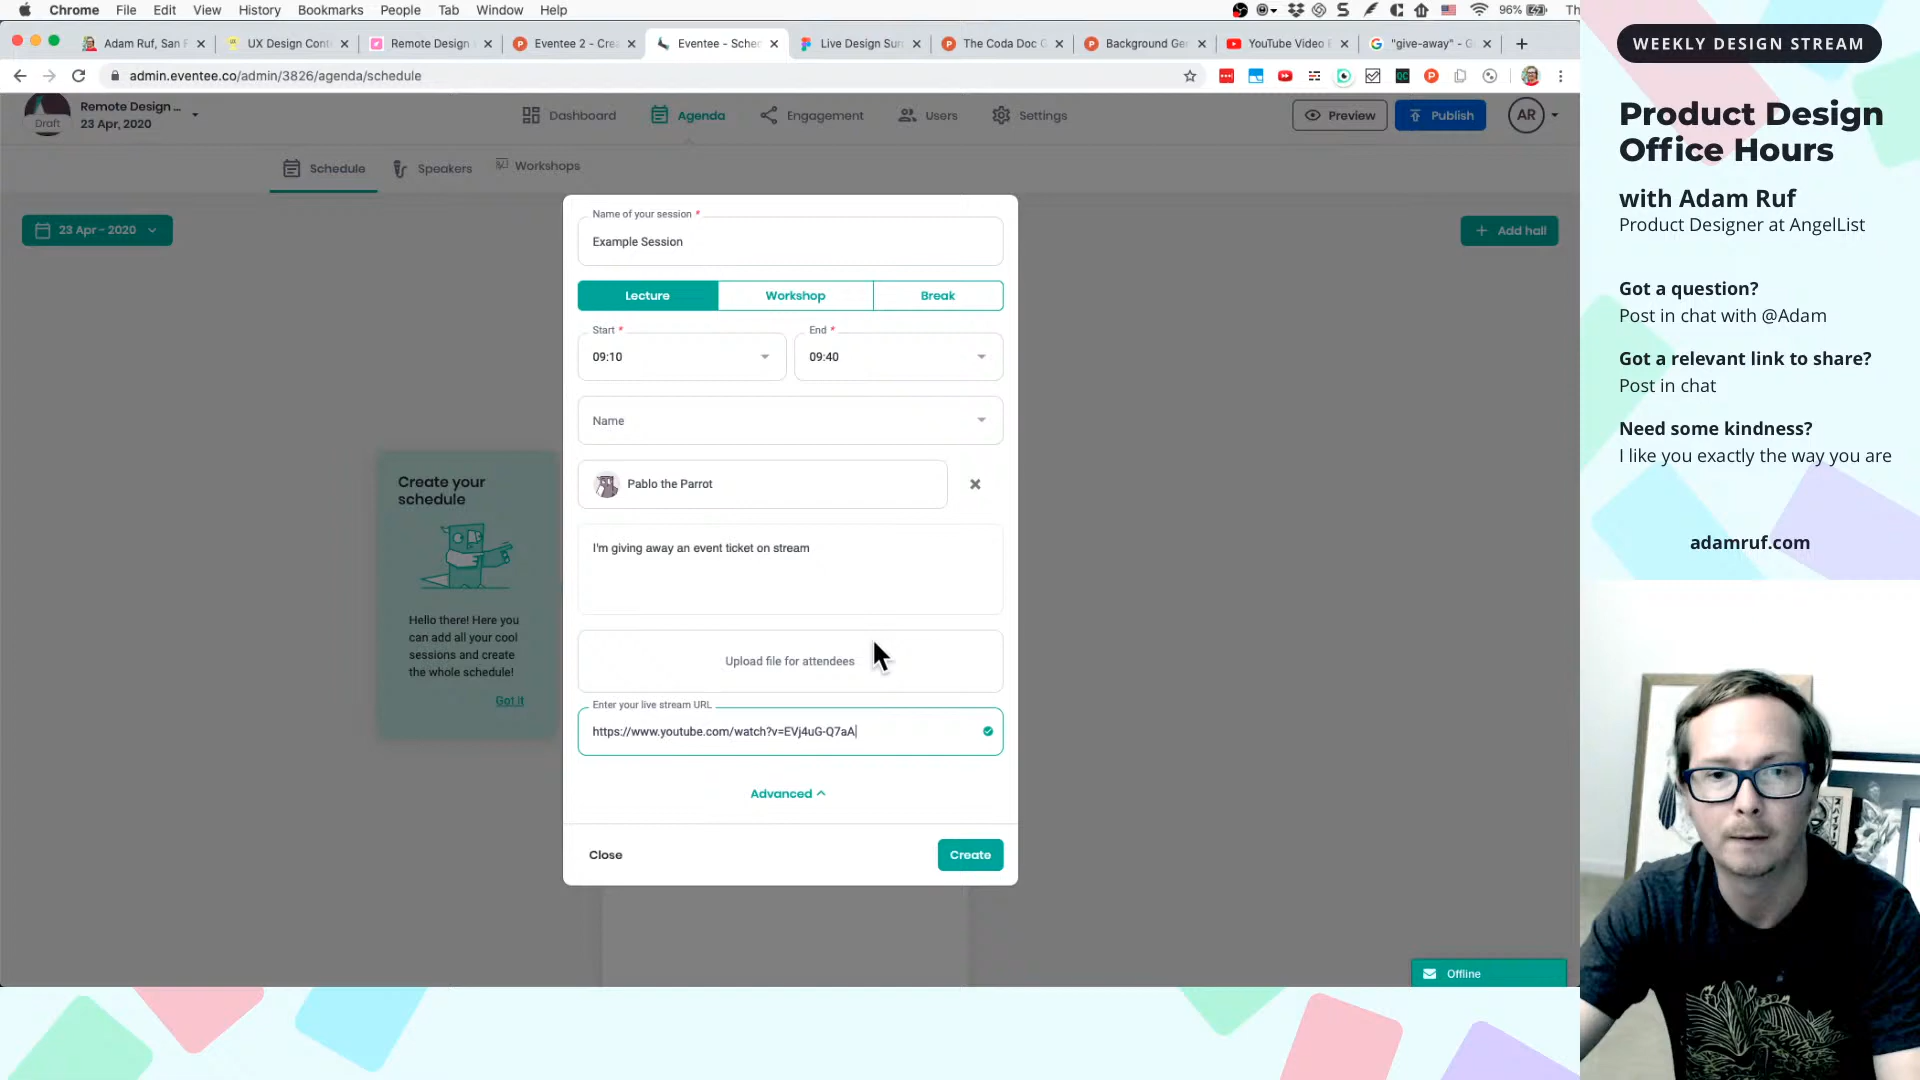 Chrome File Edit View History Bookmarks People Tab Window Help
96% Th
Adam Ruf, San F
UX Design Cont
Remote Design
Eventee 2 - Crea
Eventee - Sched
Live Design Sur
The Coda Doc G
Background Ge
YouTube Video
"give-away" - G
admin.eventee.co/admin/3826/agenda/schedule
Draft
Remote Design ...
23 Apr, 2020
Dashboard
Agenda
Engagement
Users
Settings
Preview
Publish
AR
Schedule
Speakers
Workshops
23 Apr - 2020
Add hall
Create your
schedule
Hello there! Here you
can add all your cool
sessions and create
the whole schedule!
Got it
Name of your session *
Example Session
Lecture
Workshop
Break
Start *
09:10
End *
09:40
Name
Pablo the Parrot
I'm giving away an event ticket on stream
Upload file for attendees
Enter your live stream URL
https://www.youtube.com/watch?v=EVj4uG-Q7aA
Advanced
Close
Create
Offline
WEEKLY DESIGN STREAM
Product Design
Office Hours
with Adam Ruf
Product Designer at AngelList
Got a question?
Post in chat with @Adam
Got a relevant link to share?
Post in chat
Need some kindness?
I like you exactly the way you are
adamruf.com